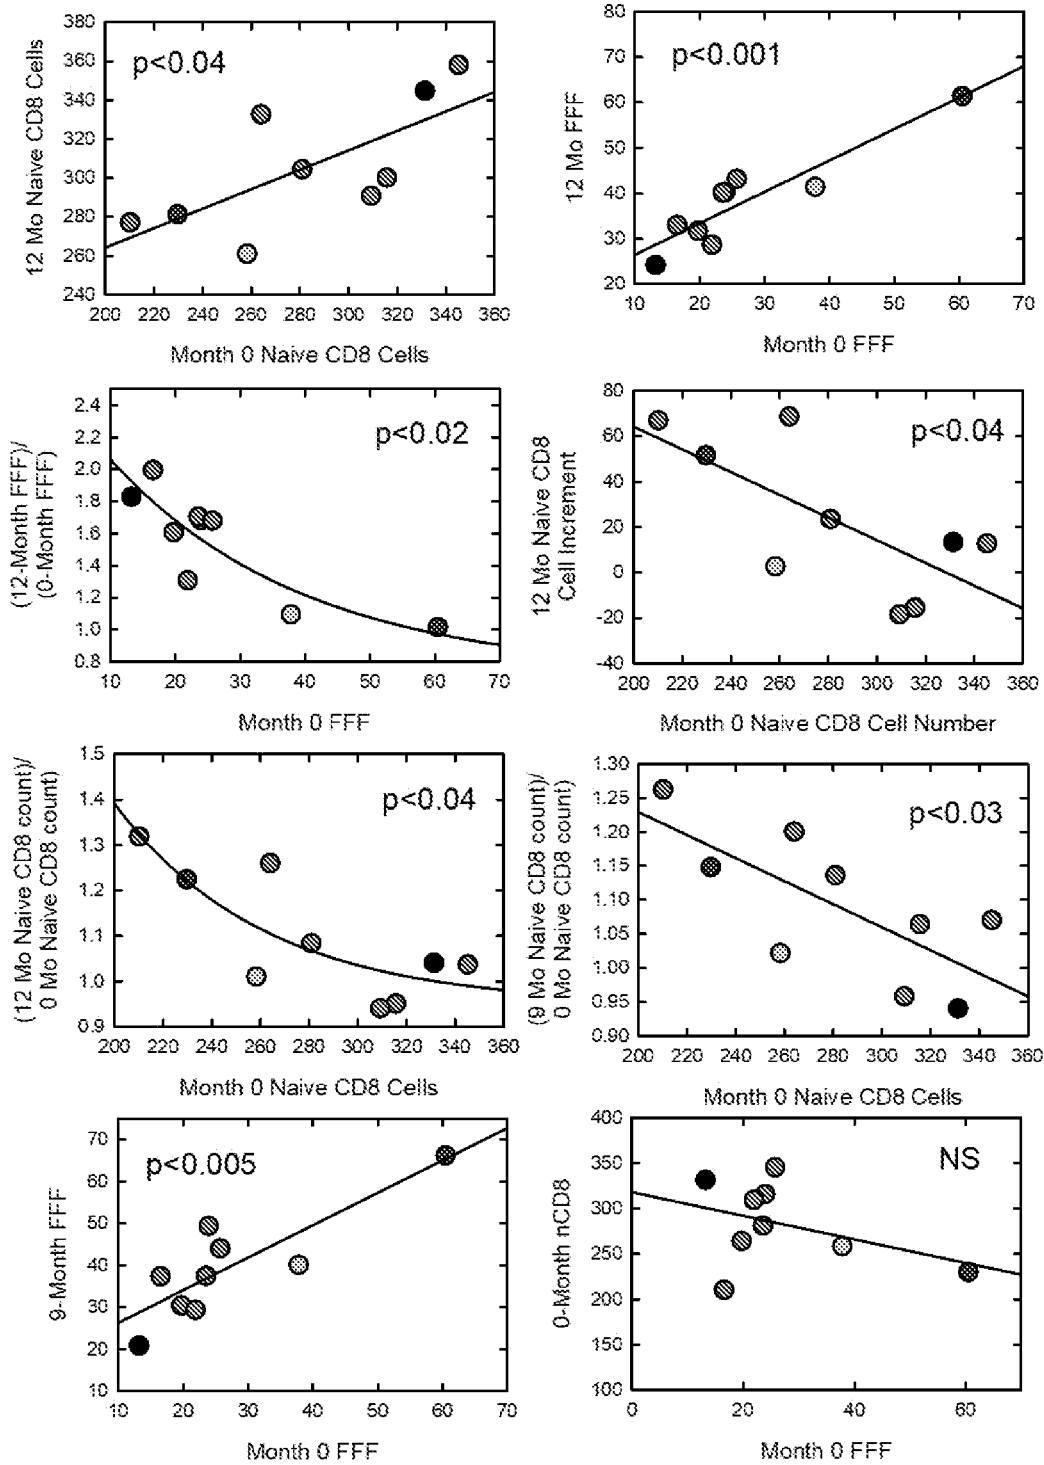 380
360
340
320
300
280
260
240
12 Mo Naive CD8 Cells
p<0.04
200 220 240 260 280 300 320 340 360
Month 0 Naive CD8 Cells
80
70
60
50
40
30
20
12 Mo FFF
p<0.001
10 20 30 40 50 60 70
Month 0 FFF
2.4
2.2
2.0
1.8
1.6
1.4
1.2
1.0
0.8
(12-Month FFF)/
(0-Month FFF)
p<0.02
10 20 30 40 50 60 70
Month 0 FFF
80
60
40
20
0
-20
-40
12 Mo Naive CD8
Cell Increment
p<0.04
200 220 240 260 280 300 320 340 360
Month 0 Naive CD8 Cell Number
1.5
1.4
1.3
1.2
1.1
1.0
0.9
(12 Mo Naive CD8 count)/
0 Mo Naive CD8 count)
p<0.04
200 220 240 260 280 300 320 340 360
Month 0 Naive CD8 Cells
1.30
1.25
1.20
1.15
1.10
1.05
1.00
0.95
0.90
(9 Mo Naive CD8 count)/
0 Mo Naive CD8 count)
p<0.03
200 220 240 260 280 300 320 340 360
Month 0 Naive CD8 Cells
70
60
50
40
30
20
10
9-Month FFF
p<0.005
10 20 30 40 50 60 70
Month 0 FFF
400
350
300
250
200
150
100
0-Month nCD8
NS
0 20 40 60
Month 0 FFF